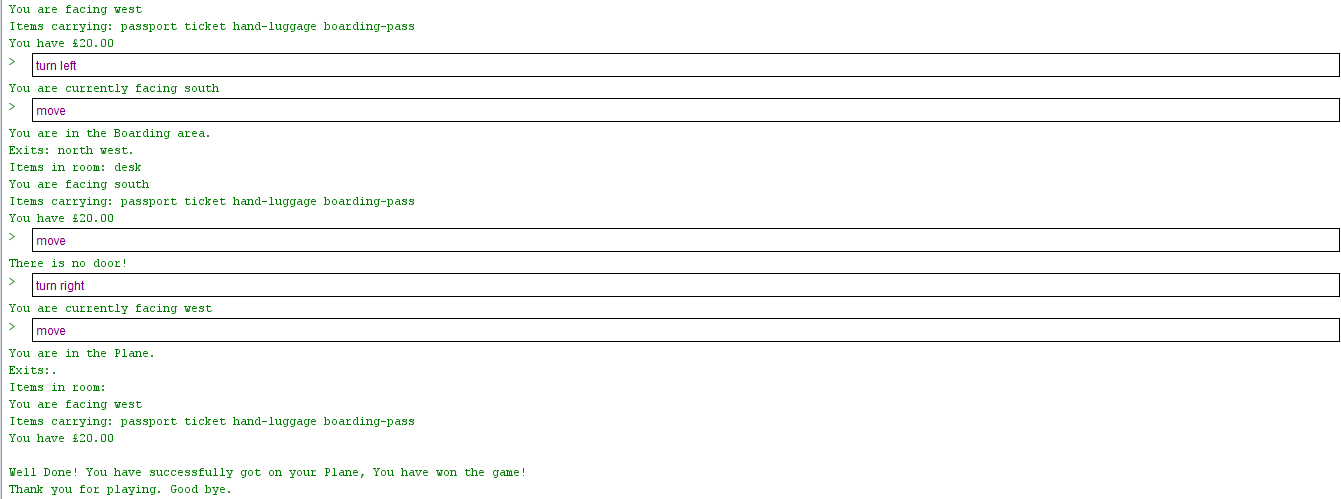 You are facing west
Items carrying: passport ticket hand-luggage boarding-pass
You have £20.00
> turn left
You are currently facing south
> move
You are in the Boarding area.
Exits: north west.
Items in room: desk
You are facing south
Items carrying: passport ticket hand-luggage boarding-pass
You have £20.00
> move
There is no door!
> turn right
You are currently facing west
> move
You are in the Plane.
Exits:.
Items in room:
You are facing west
Items carrying: passport ticket hand-luggage boarding-pass
You have £20.00
Well Done! You have successfully got on your Plane, You have won the game!
Thank you for playing. Good bye.